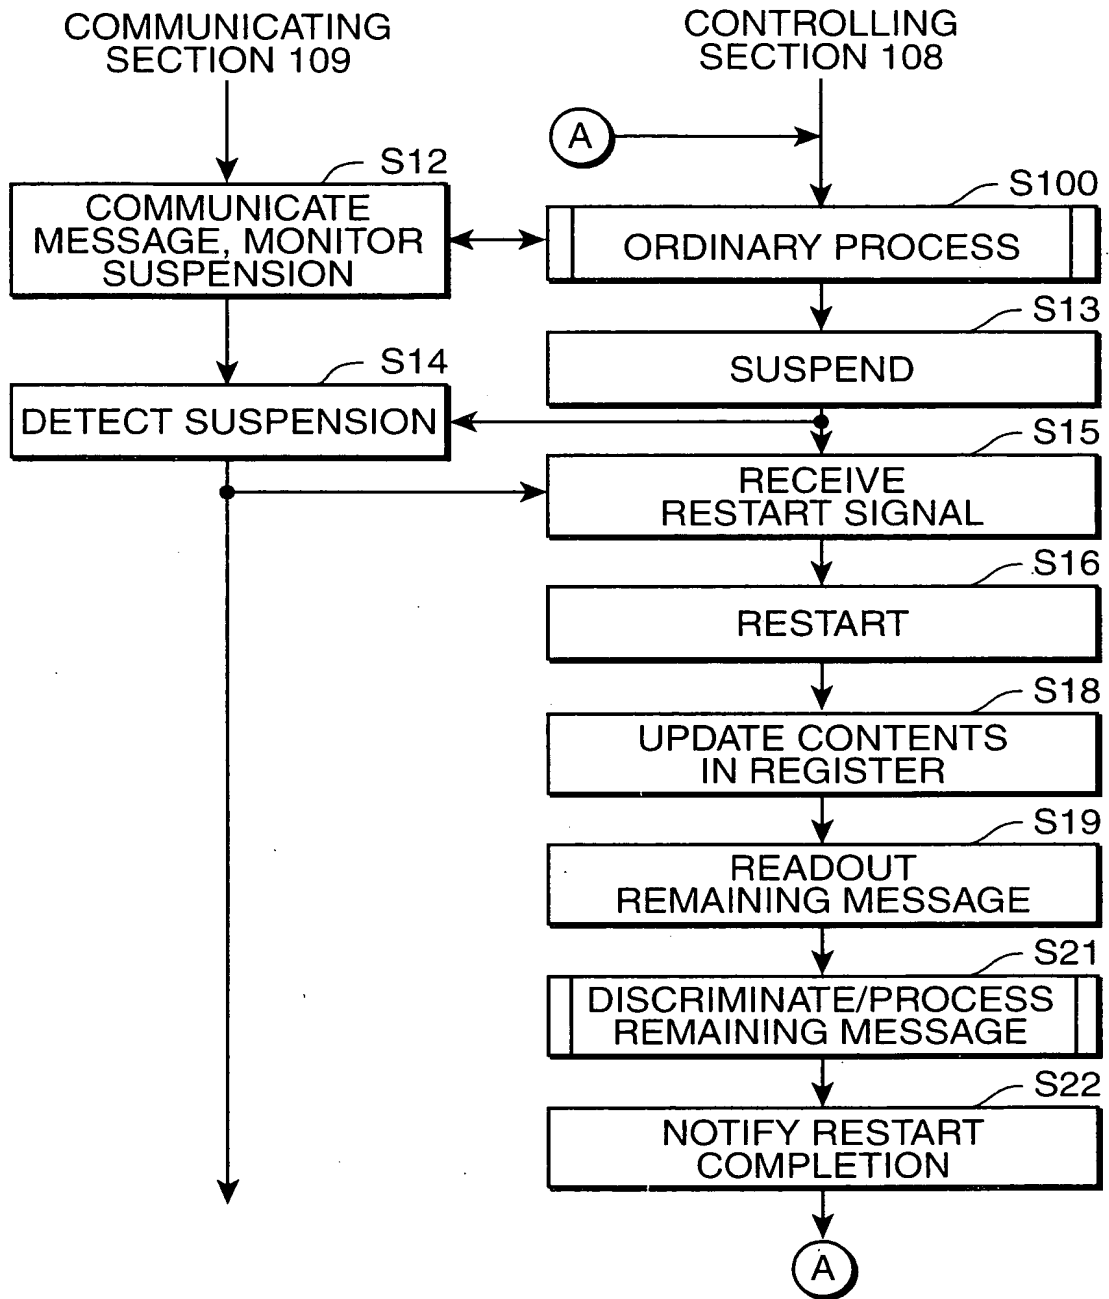 COMMUNICATING
SECTION 109
CONTROLLING
SECTION 108
A
S12
COMMUNICATE
MESSAGE, MONITOR
SUSPENSION
S100
ORDINARY PROCESS
S13
SUSPEND
S14
DETECT SUSPENSION
S15
RECEIVE
RESTART SIGNAL
S16
RESTART
S18
UPDATE CONTENTS
IN REGISTER
S19
READOUT
REMAINING MESSAGE
S21
DISCRIMINATE/PROCESS
REMAINING MESSAGE
S22
NOTIFY RESTART
COMPLETION
A